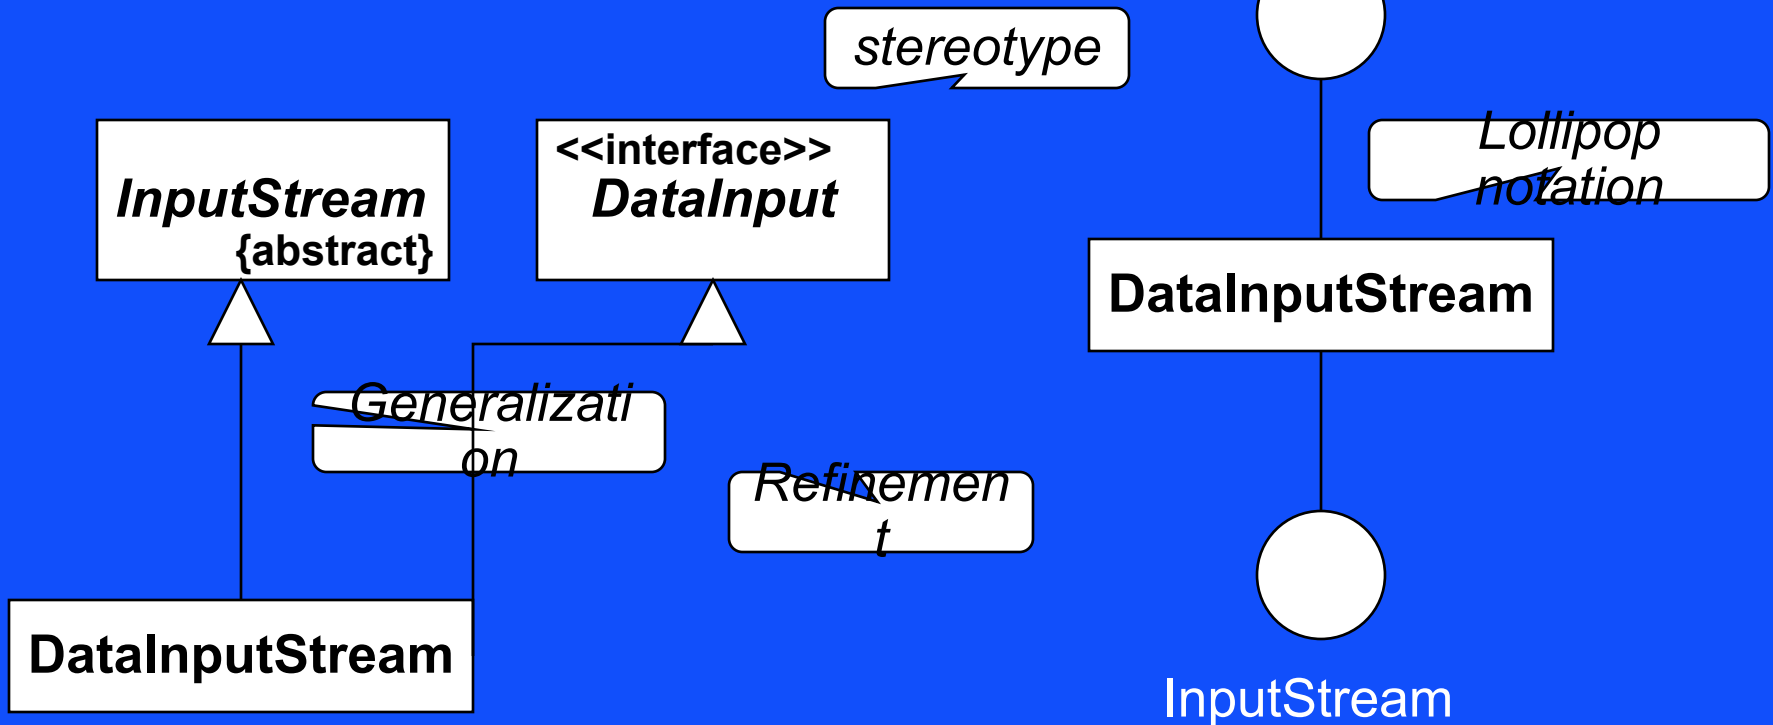 stereotype
<<interface>>
InputStream
{abstract}
DataInput
Lollipop
notation
DataInputStream
Generalizati
on
Refinemen
t
DataInputStream
InputStream